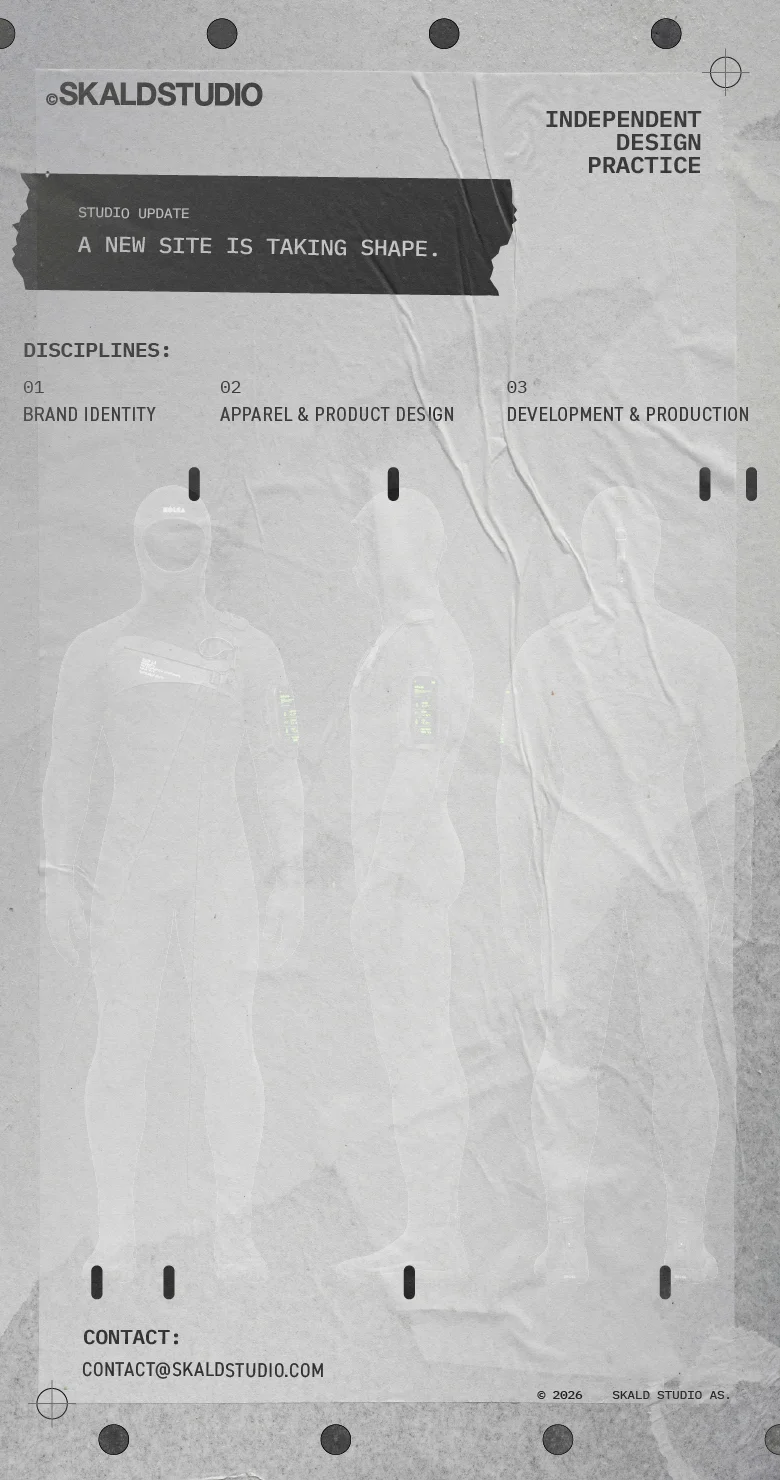 ©SKALDSTUDIO
INDEPENDENT
DESIGN
PRACTICE
STUDIO UPDATE
A NEW SITE IS TAKING SHAPE.
DISCIPLINES:
01
BRAND IDENTITY
02
APPAREL & PRODUCT DESIGN
03
DEVELOPMENT & PRODUCTION
CONTACT:
CONTACT@SKALDSTUDIO.COM
© 2026 SKALD STUDIO AS.